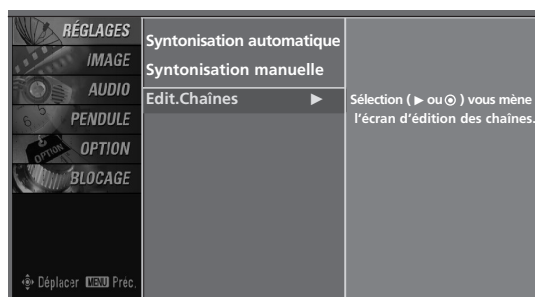 RÉGLAGES
IMAGE
AUDIO
PENDULE
OPTION
BLOCAGE
Déplacer MENU Préc.
Syntonisation automatique
Syntonisation manuelle
Edit.Chaînes ▶
Sélection ( ▶ ou ⊙ ) vous mène
l'écran d'édition des chaînes.